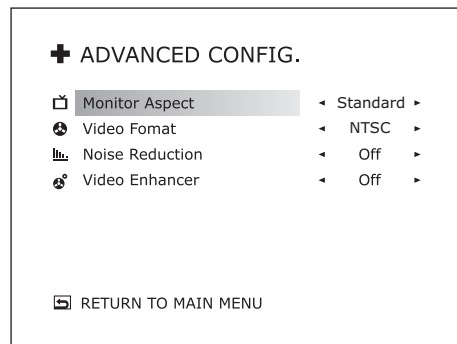 ADVANCED CONFIG.
Monitor Aspect ◂ Standard ▸
Video Fomat ◂ NTSC ▸
Noise Reduction ◂ Off ▸
Video Enhancer ◂ Off ▸
RETURN TO MAIN MENU